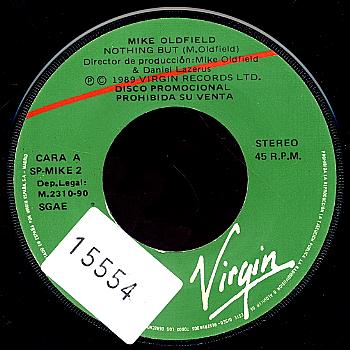 MIKE OLDFIELD
NOTHING BUT (M.Oldfield)
Director de producción: Mike Oldfield
& Daniel Lazerus
℗ © 1989-VIRGIN RECORDS LTD.
DISCO PROMOCIONAL
PROHIBIDA SU VENTA
CARA A
SP-MIKE 2
Dep. Legal:
M.2310-90
SGAE
STEREO
45 R.P.M.
15554
Virgin